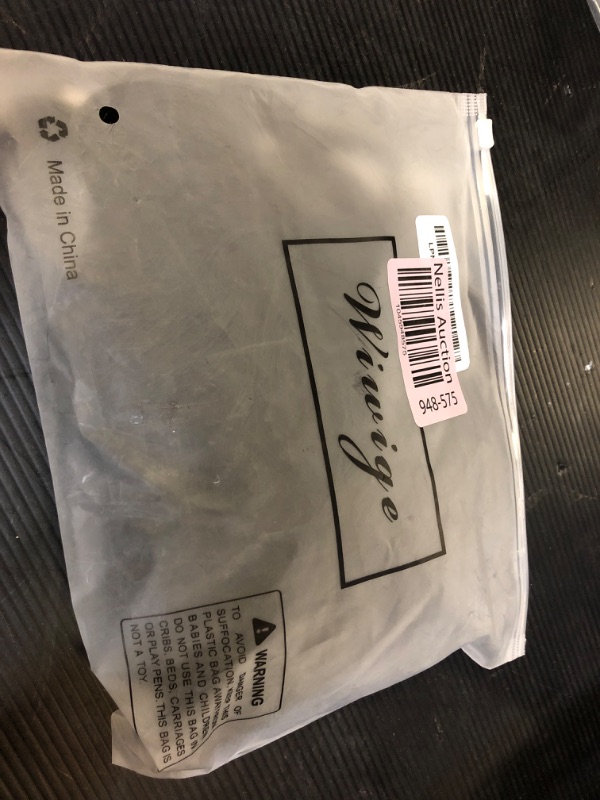 Made in China
Wiwige
LPN
Nellis Auction
948-575
WARNING
TO AVOID DANGER OF
SUFFOCATION, KEEP THIS
PLASTIC BAG AWAY FROM
BABIES AND CHILDREN.
DO NOT USE THIS BAG IN
CRIBS, BEDS, CARRIAGES
OR PLAY PENS. THIS BAG IS
NOT A TOY.